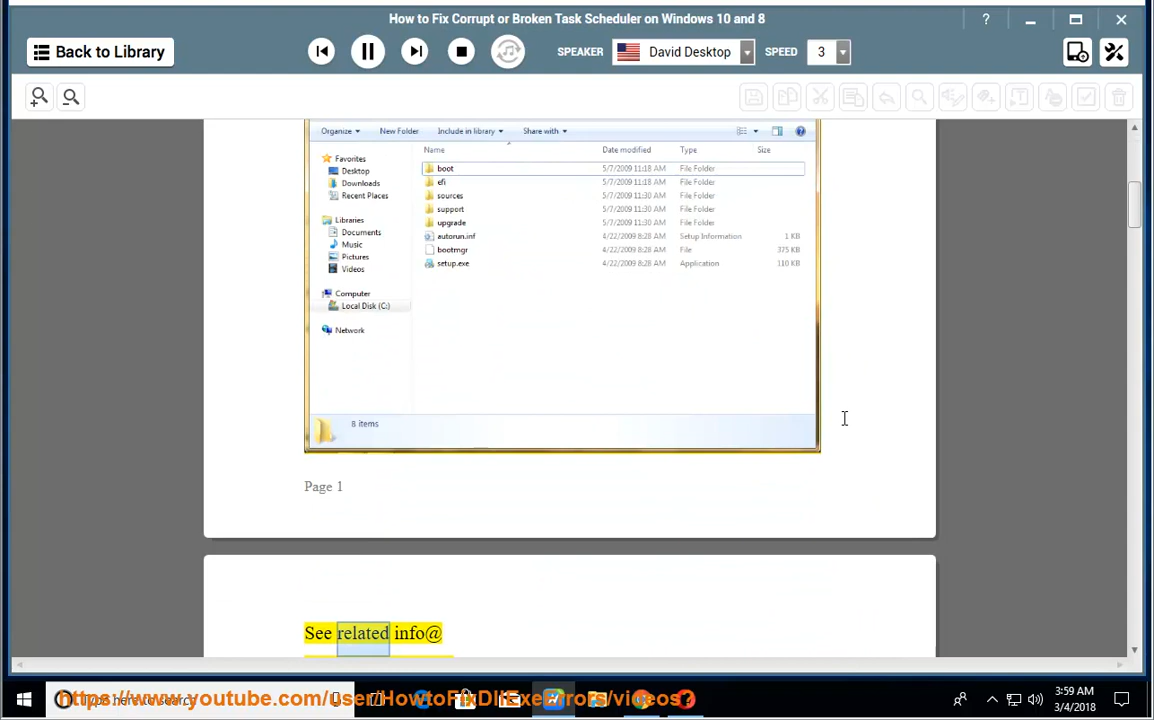 How to Fix Corrupt or Broken Task Scheduler on Windows 10 and 8
Back to Library
SPEAKER David Desktop SPEED 3
Organize New Folder Include in library Share with
Name Date modified Type Size
Favorites
Desktop
Downloads
Recent Places
Libraries
Documents
Music
Pictures
Videos
Computer
Local Disk (C:)
Network
boot 5/7/2009 11:18 AM File Folder
efi 5/7/2009 11:18 AM File Folder
sources 5/7/2009 11:30 AM File Folder
support 5/7/2009 11:30 AM File Folder
upgrade 5/7/2009 11:30 AM File Folder
autorun.inf 4/22/2009 8:28 AM Setup Information 1 KB
bootmgr 4/22/2009 8:28 AM File 375 KB
setup.exe 4/22/2009 8:28 AM Application 110 KB
8 items
Page 1
See related info@
Type here to search
https://www.youtube.com/user/HowtoFixDllExeErrors/videos
3:59 AM
3/4/2018